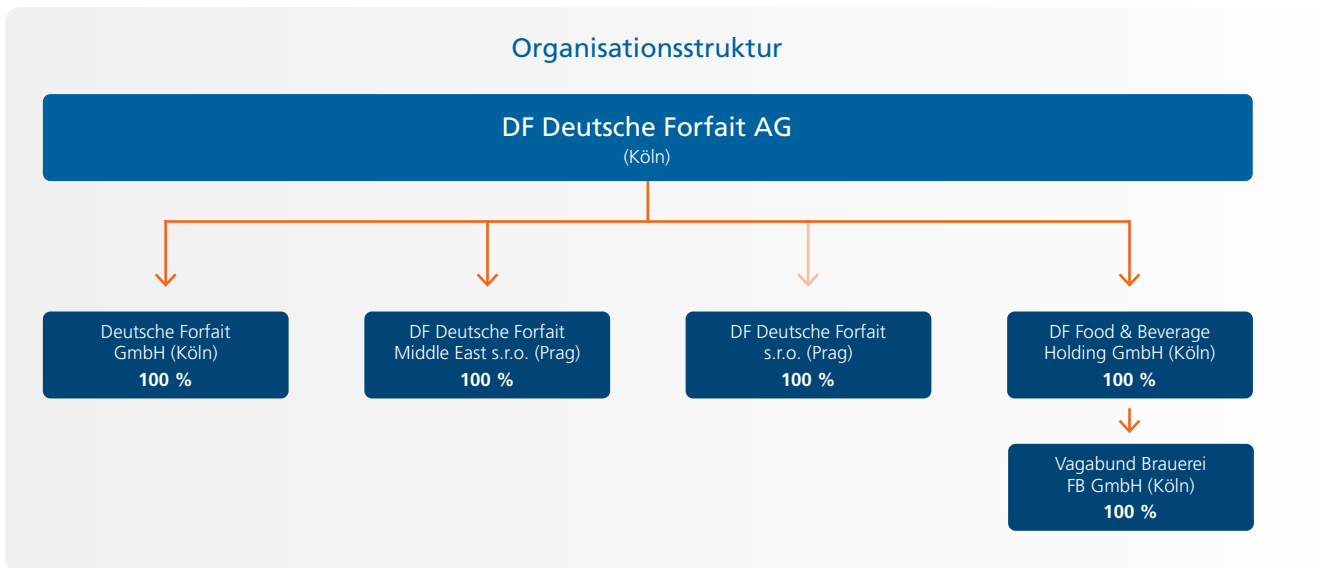 Organisationsstruktur
DF Deutsche Forfait AG
(Köln)
Deutsche Forfait
GmbH (Köln)
100 %
DF Deutsche Forfait
Middle East s.r.o. (Prag)
100 %
DF Deutsche Forfait
s.r.o. (Prag)
100 %
DF Food & Beverage
Holding GmbH (Köln)
100 %
Vagabund Brauerei
FB GmbH (Köln)
100 %